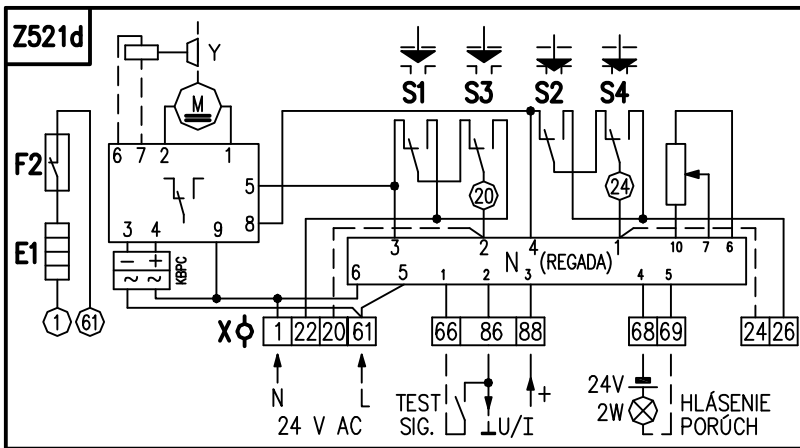 Z521d
Y
M
S1 S3 S2 S4
6 7 2 1
F2
20
24
5
3 2 4 1 10 7 6
8
3 4 9
E1
N (REGADA)
KBPC
− +
~ ~
6 5 1 2 3 4 5
1 61
X 1 22 20 61 66 86 88 68 69 24 26
N L
24 V AC
TEST
SIG.
U/I
+
24V
2W
HLÁSENIE
PORÚCH